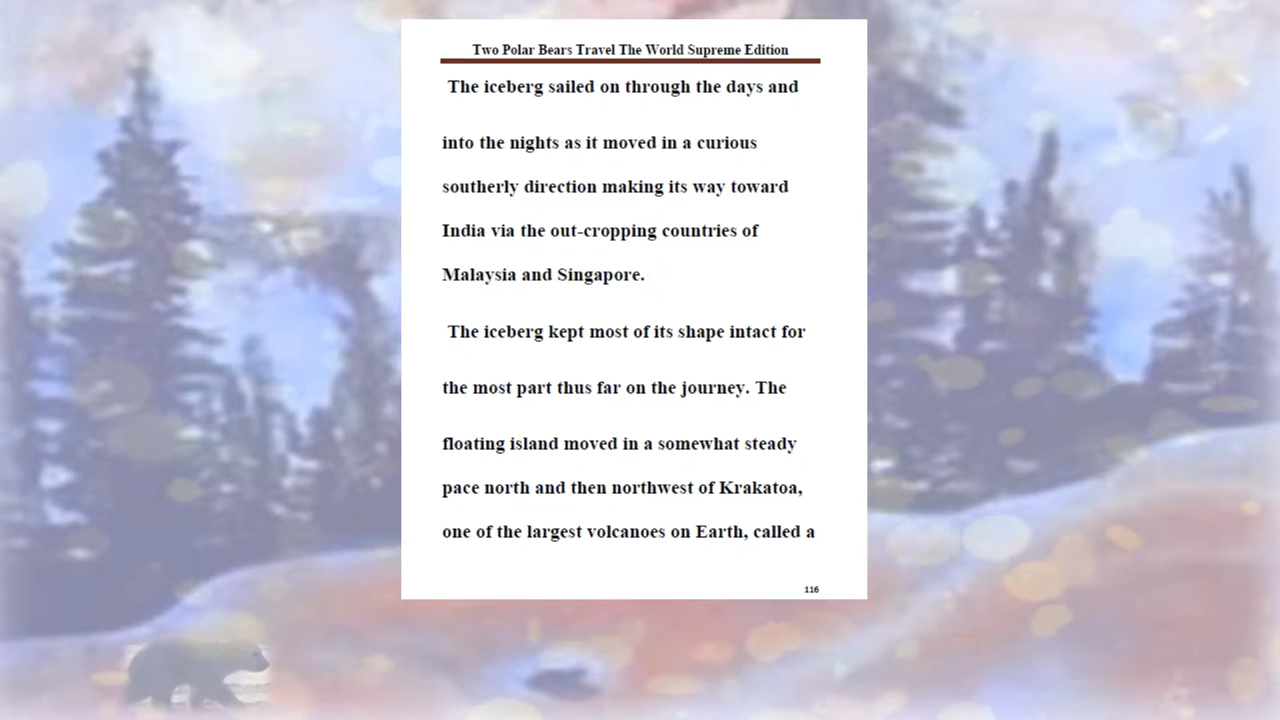 Two Polar Bears Travel The World Supreme Edition
The iceberg sailed on through the days and
into the nights as it moved in a curious
southerly direction making its way toward
India via the out-cropping countries of
Malaysia and Singapore.
The iceberg kept most of its shape intact for
the most part thus far on the journey. The
floating island moved in a somewhat steady
pace north and then northwest of Krakatoa,
one of the largest volcanoes on Earth, called a
116